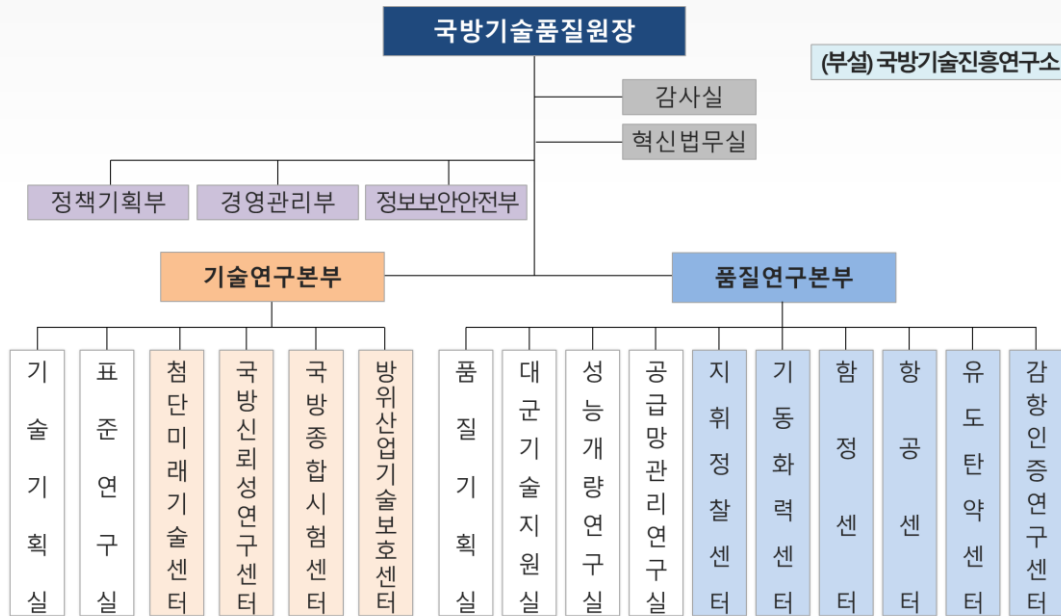 국방기술품질원장
(부설) 국방기술진흥연구소
감사실
혁신법무실
정책기획부
경영관리부
정보보안안전부
기술연구본부
품질연구본부
기술기획실
표준연구실
첨단미래기술센터
국방신뢰성연구센터
국방종합시험센터
방위산업기술보호센터
품질기획실
대군기술지원실
성능개량연구실
공급망관리연구실
지휘정찰센터
기동화력센터
함정센터
항공센터
유도탄약센터
감항인증연구센터